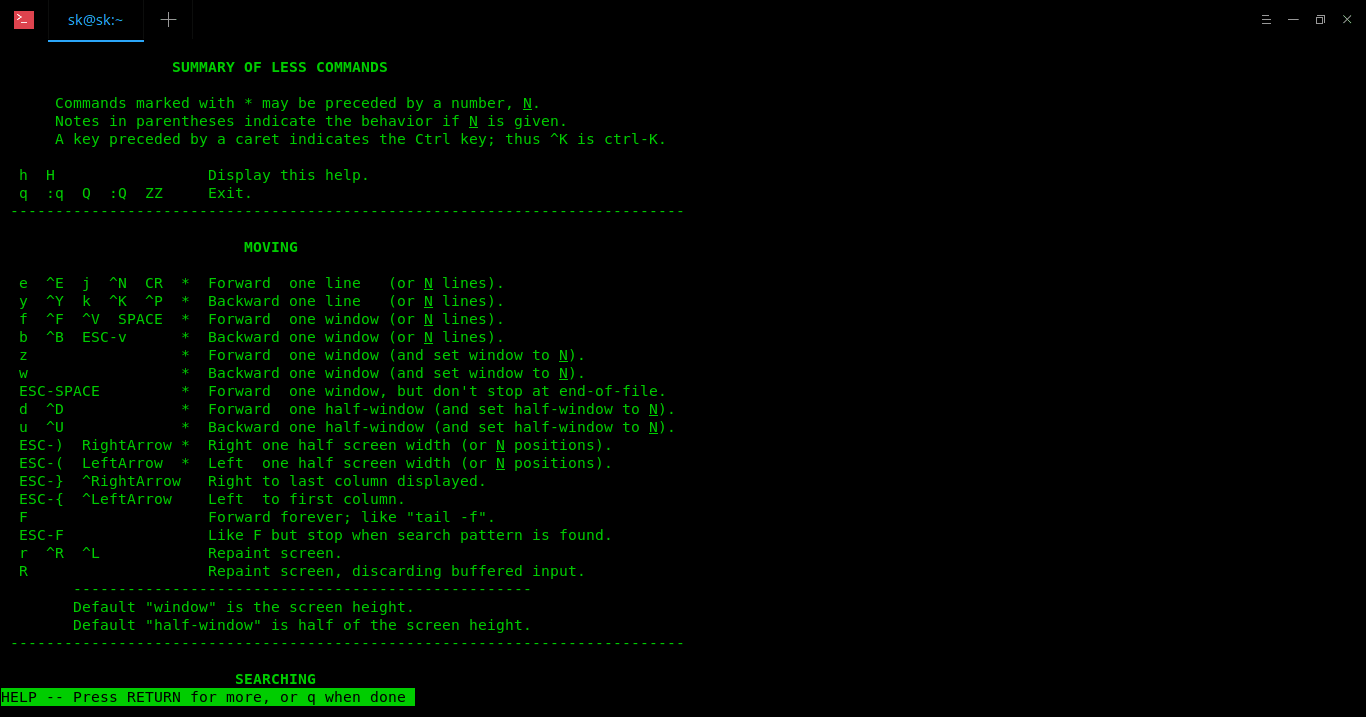 sk@sk:~
SUMMARY OF LESS COMMANDS
Commands marked with * may be preceded by a number, N.
Notes in parentheses indicate the behavior if N is given.
A key preceded by a caret indicates the Ctrl key; thus ^K is ctrl-K.
h  H                 Display this help.
q  :q  Q  :Q  ZZ     Exit.
---------------------------------------------------------------------------
MOVING
e  ^E  j  ^N  CR  *  Forward  one line   (or N lines).
y  ^Y  k  ^K  ^P  *  Backward one line   (or N lines).
f  ^F  ^V  SPACE  *  Forward  one window (or N lines).
b  ^B  ESC-v      *  Backward one window (or N lines).
z                 *  Forward  one window (and set window to N).
w                 *  Backward one window (and set window to N).
ESC-SPACE         *  Forward  one window, but don't stop at end-of-file.
d  ^D             *  Forward  one half-window (and set half-window to N).
u  ^U             *  Backward one half-window (and set half-window to N).
ESC-)  RightArrow *  Right one half screen width (or N positions).
ESC-(  LeftArrow  *  Left  one half screen width (or N positions).
ESC-}  ^RightArrow   Right to last column displayed.
ESC-{  ^LeftArrow    Left  to first column.
F                    Forward forever; like "tail -f".
ESC-F                Like F but stop when search pattern is found.
r  ^R  ^L            Repaint screen.
R                    Repaint screen, discarding buffered input.
---------------------------------------------------
Default "window" is the screen height.
Default "half-window" is half of the screen height.
---------------------------------------------------------------------------
SEARCHING
HELP -- Press RETURN for more, or q when done